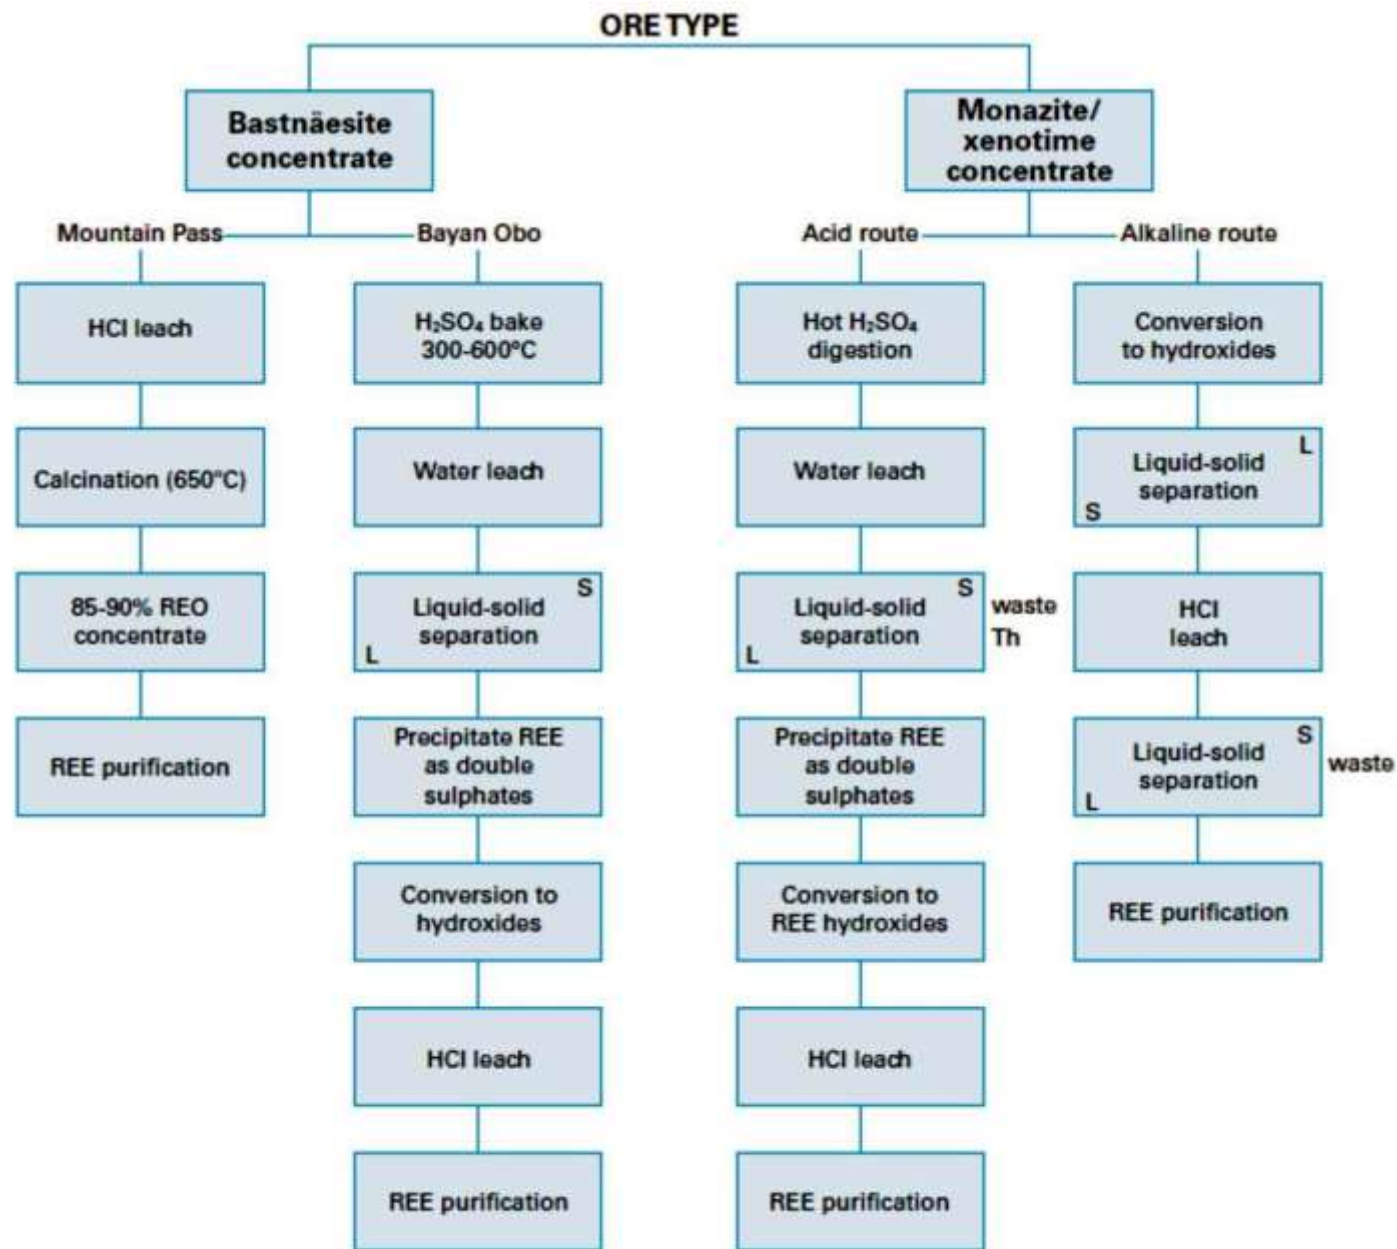 ORE TYPE
Bastnäesite
concentrate
Monazite/
xenotime
concentrate
Mountain Pass
Bayan Obo
Acid route
Alkaline route
HCl leach
Calcination (650°C)
85-90% REO
concentrate
REE purification
H₂SO₄ bake
300-600°C
Water leach
S
Liquid-solid
separation
L
Precipitate REE
as double
sulphates
Conversion to
hydroxides
HCl leach
REE purification
Hot H₂SO₄
digestion
Water leach
S
Liquid-solid
separation
L
waste
Th
Precipitate REE
as double
sulphates
Conversion to
REE hydroxides
HCl leach
REE purification
Conversion
to hydroxides
L
Liquid-solid
separation
S
HCl
leach
S
Liquid-solid
separation
L
waste
REE purification